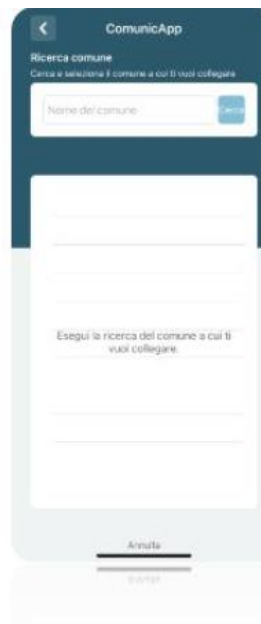 ComunicApp
Ricerca comune
Cerca e seleziona il comune a cui ti vuoi collegare
Nome del comune
Cerca
Esegui la ricerca del comune a cui ti
vuoi collegare.
Annulla